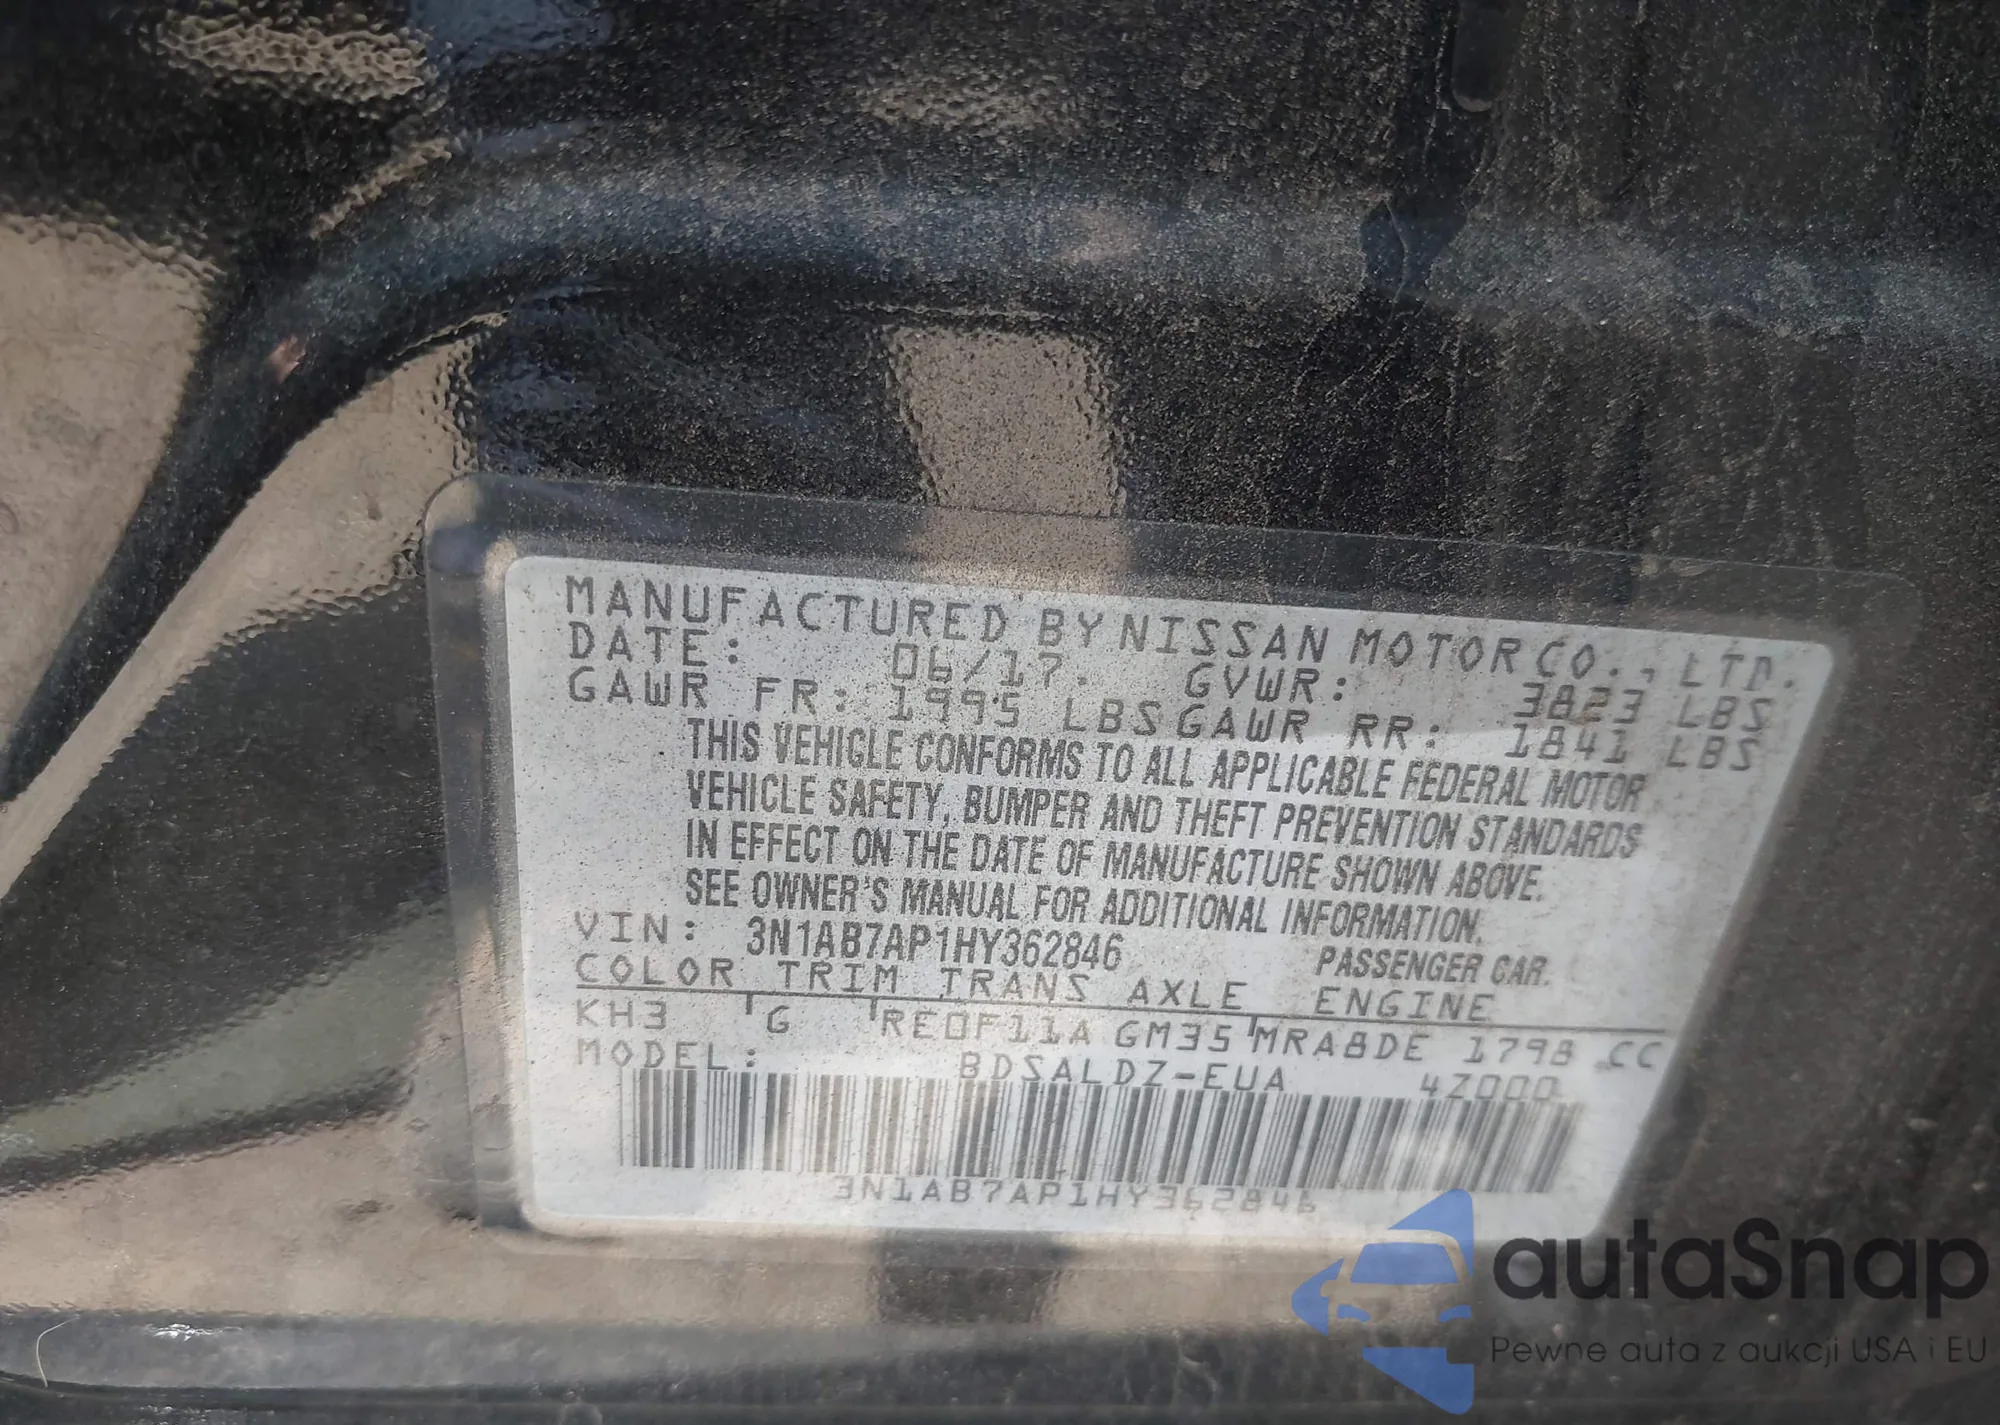 MANUFACTURED BY NISSAN MOTOR CO., LTD.
DATE: 06/17. GVWR: 3823 LBS
GAWR FR: 1995 LBS GAWR RR: 1841 LBS
THIS VEHICLE CONFORMS TO ALL APPLICABLE FEDERAL MOTOR
VEHICLE SAFETY, BUMPER AND THEFT PREVENTION STANDARDS
IN EFFECT ON THE DATE OF MANUFACTURE SHOWN ABOVE.
SEE OWNER'S MANUAL FOR ADDITIONAL INFORMATION.
VIN: 3N1AB7AP1HY362846 PASSENGER CAR.
COLOR TRIM TRANS AXLE ENGINE
KH3 G RE0F11A GM35 MRA8DE 1798 CC
MODEL: BDSALDZ-EUA 4Z000
3N1AB7AP1HY362846
autaSnap
Pewne auta z aukcji USA i EU